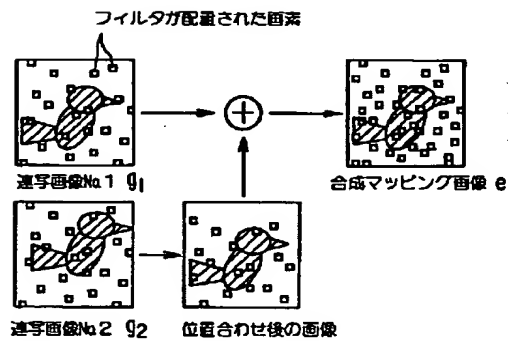 フィルタが配置された画素
連写画像No.1 g1
合成マッピング画像 e
連写画像No.2 g2
位置合わせ後の画像